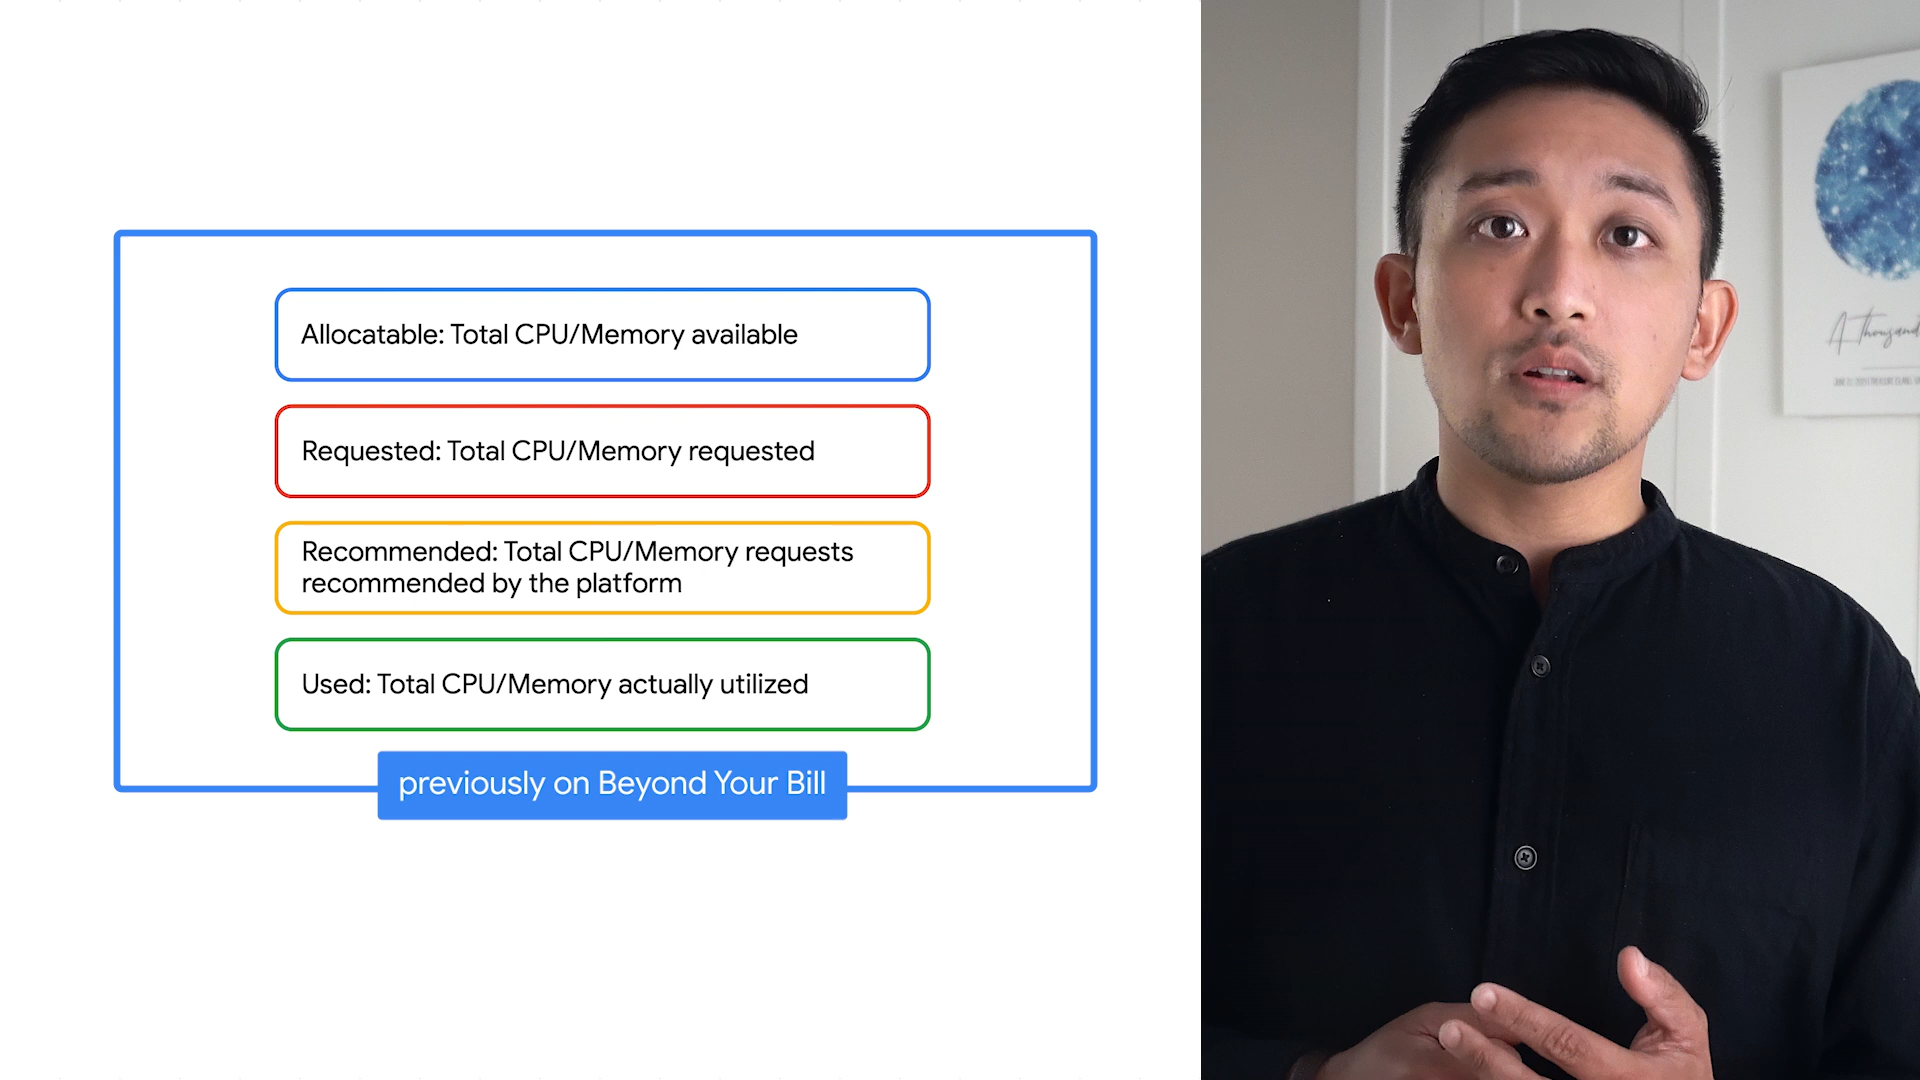 Allocatable: Total CPU/Memory available
Requested: Total CPU/Memory requested
Recommended: Total CPU/Memory requests
recommended by the platform
Used: Total CPU/Memory actually utilized
previously on Beyond Your Bill
A Thousand